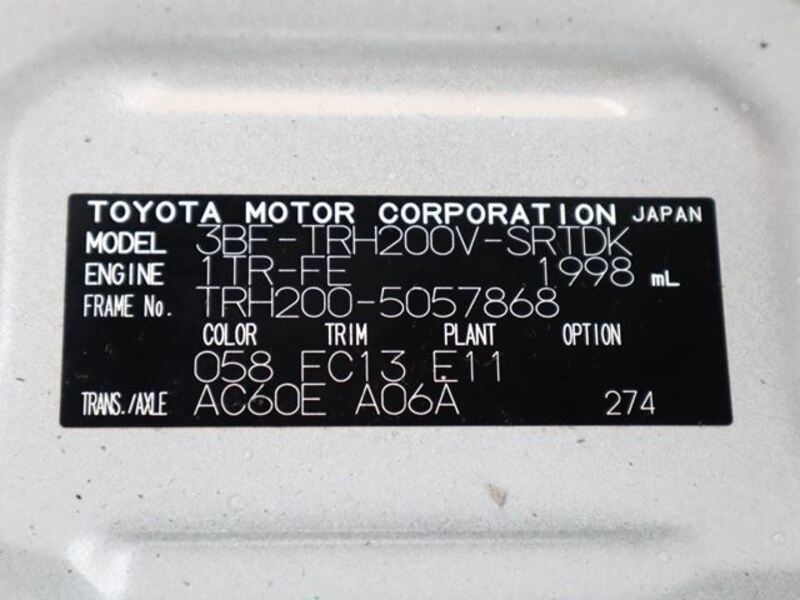 TOYOTA MOTOR CORPORATION JAPAN
MODEL 3BF-TRH200V-SRTDK
ENGINE 1TR-FE 1998 mL
FRAME No. TRH200-5057868
COLOR TRIM PLANT OPTION
058 FC13 E11
TRANS./AXLE AC60E A06A 274